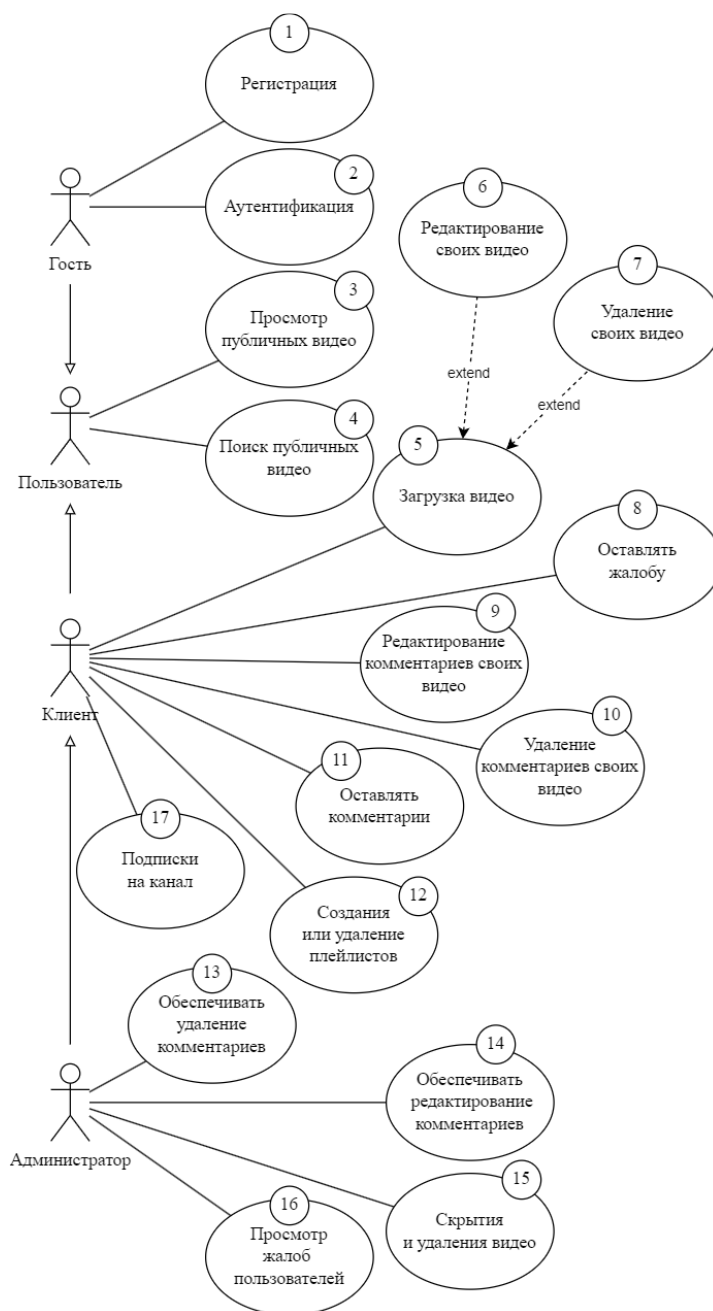 1
Регистрация
2
Аутентификация
Гость
3
Просмотр
публичных видео
6
Редактирование
своих видео
7
Удаление
своих видео
extend
extend
4
Поиск публичных
видео
Пользователь
5
Загрузка видео
8
Оставлять
жалобу
9
Редактирование
комментариев своих
видео
Клиент
10
Удаление
комментариев своих
видео
11
Оставлять
комментарии
17
Подписки
на канал
12
Создания
или удаление
плейлистов
13
Обеспечивать
удаление
комментариев
14
Обеспечивать
редактирование
комментариев
Администратор
15
Скрытия
и удаления видео
16
Просмотр
жалоб
пользователей